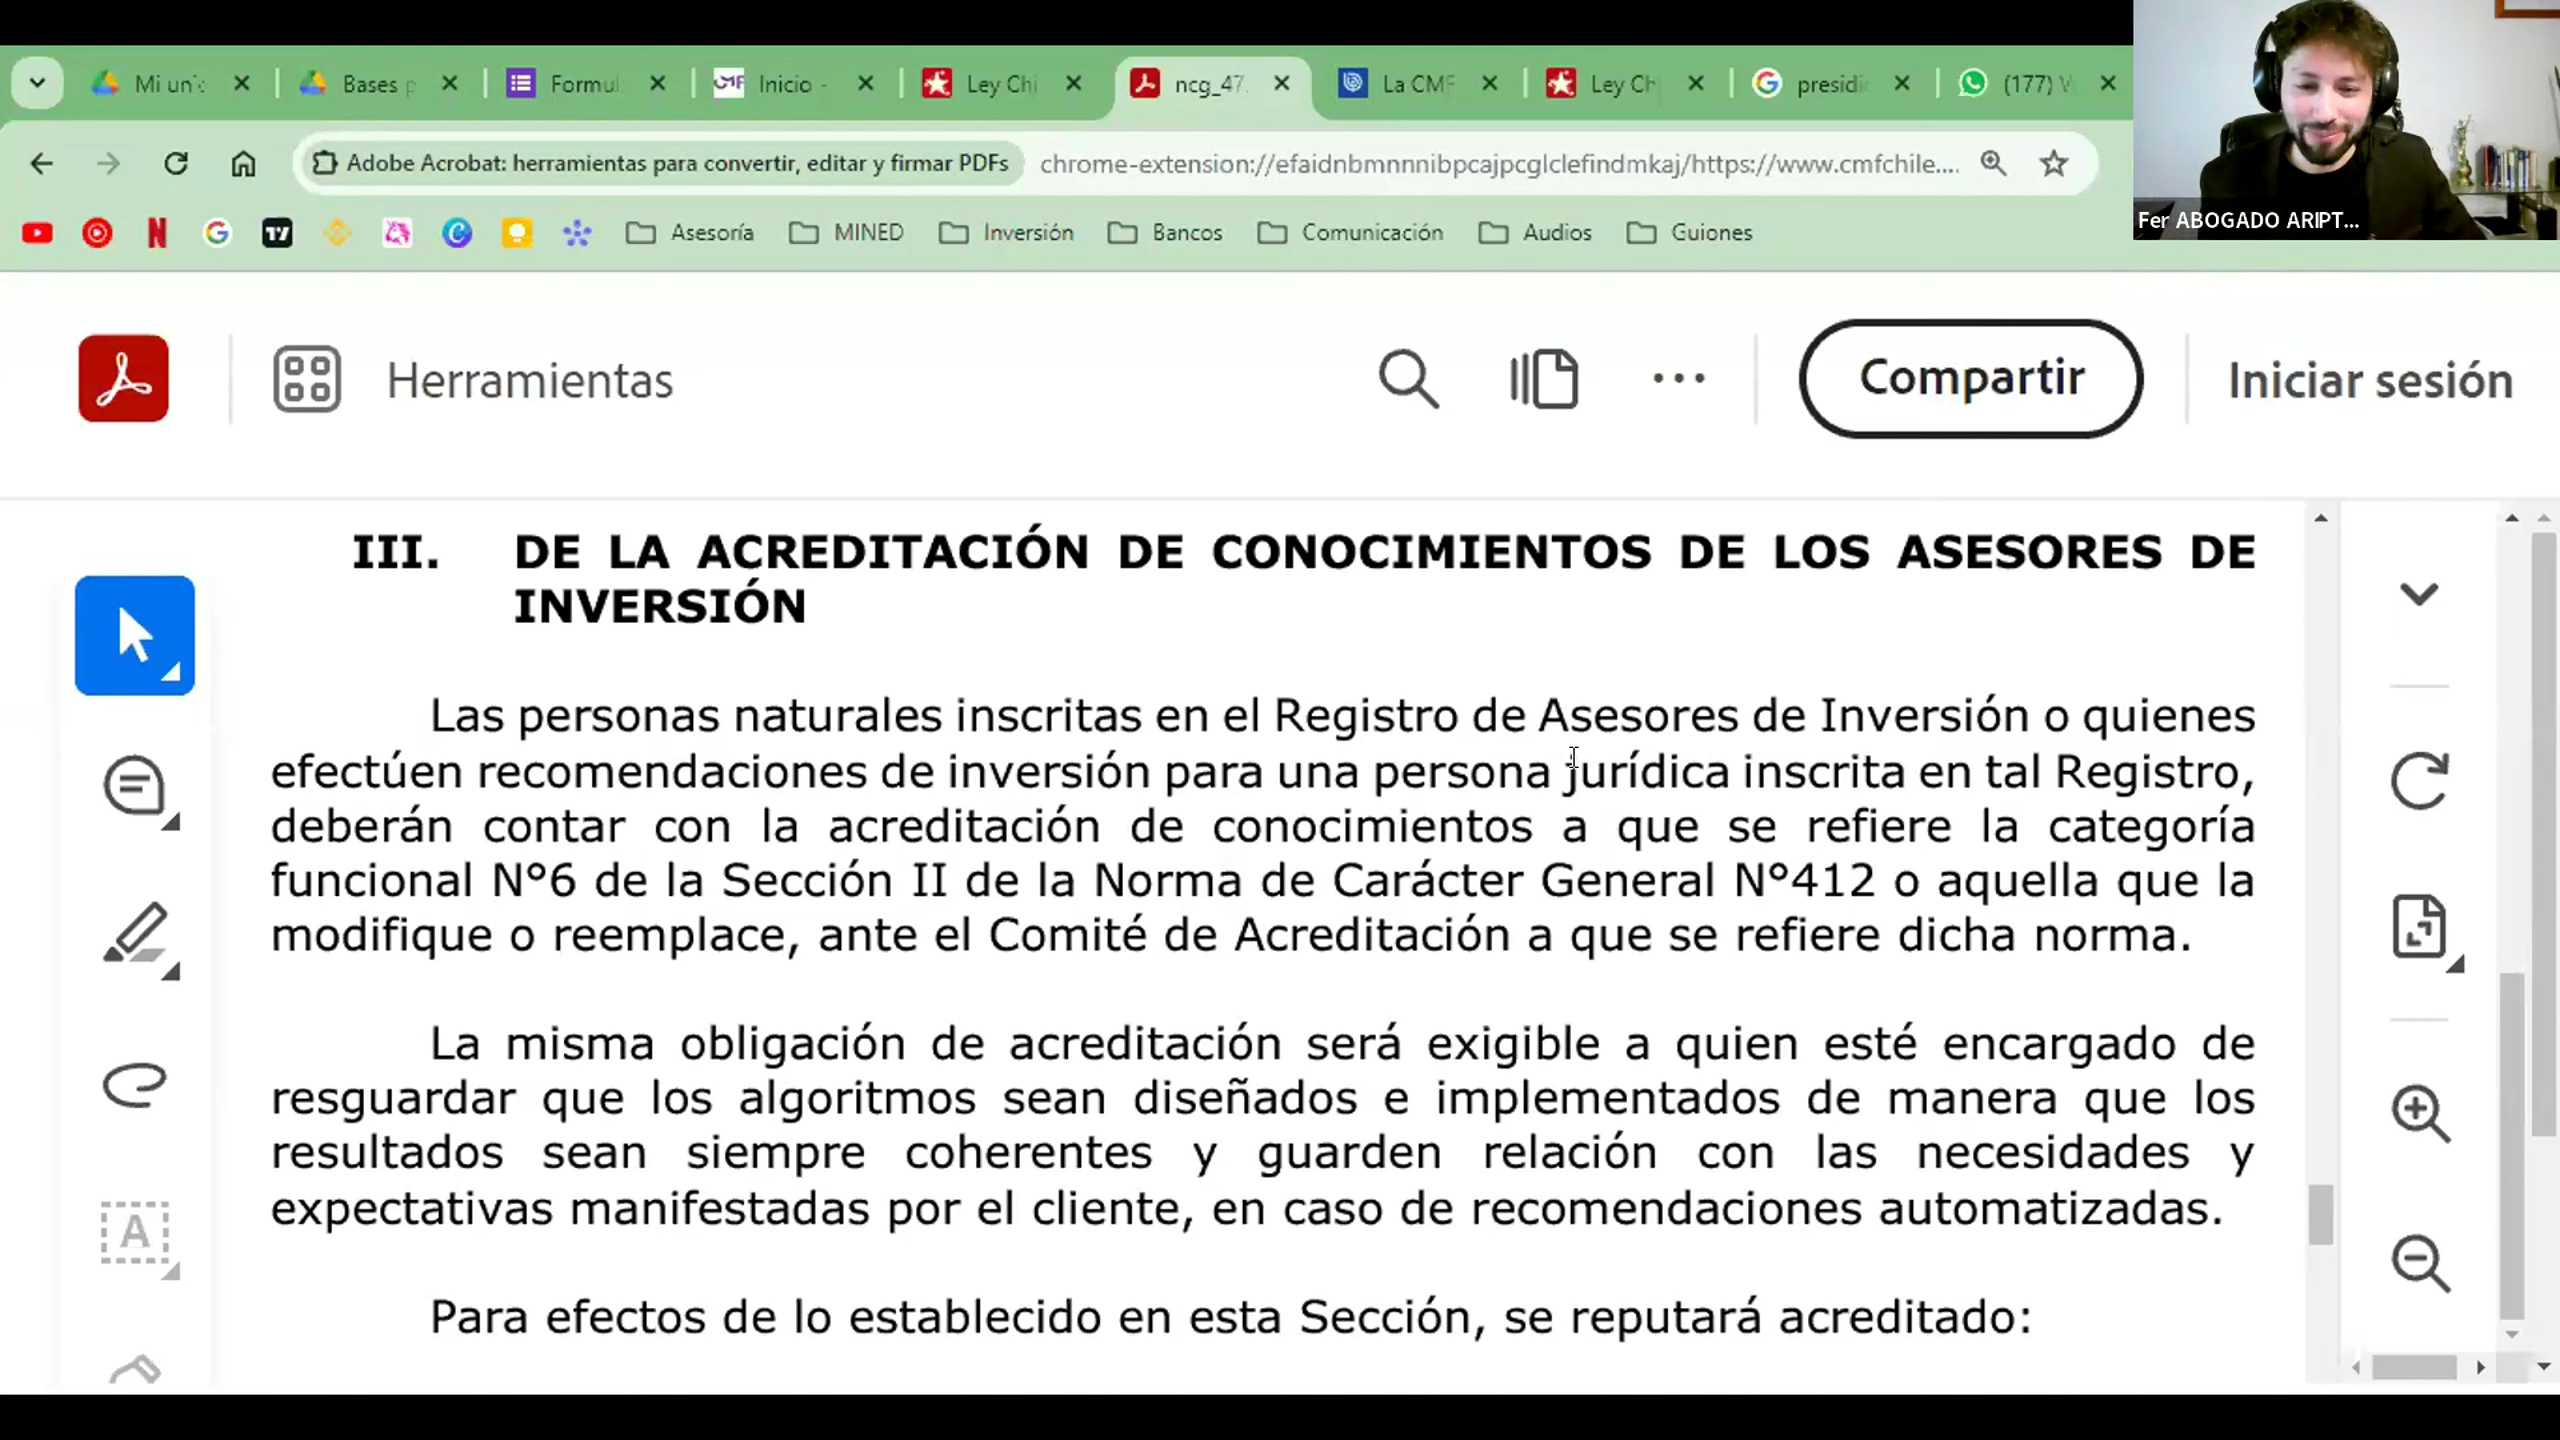 Mi uni
Bases p
Formul
CMF
Inicio -
Ley Chi
ncg_47
La CMF
Ley Ch
presid
(177) V
Adobe Acrobat: herramientas para convertir, editar y firmar PDFs
chrome-extension://efaidnbmnnnibpcajpcglclefindmkaj/https://www.cmfchile....
Asesoría
MINED
Inversión
Bancos
Comunicación
Audios
Guiones
Fer ABOGADO ARIPT...
Herramientas
Compartir
Iniciar sesión
III. DE LA ACREDITACIÓN DE CONOCIMIENTOS DE LOS ASESORES DE
INVERSIÓN
Las personas naturales inscritas en el Registro de Asesores de Inversión o quienes
efectúen recomendaciones de inversión para una persona jurídica inscrita en tal Registro,
deberán contar con la acreditación de conocimientos a que se refiere la categoría
funcional N°6 de la Sección II de la Norma de Carácter General N°412 o aquella que la
modifique o reemplace, ante el Comité de Acreditación a que se refiere dicha norma.
La misma obligación de acreditación será exigible a quien esté encargado de
resguardar que los algoritmos sean diseñados e implementados de manera que los
resultados sean siempre coherentes y guarden relación con las necesidades y
expectativas manifestadas por el cliente, en caso de recomendaciones automatizadas.
Para efectos de lo establecido en esta Sección, se reputará acreditado: